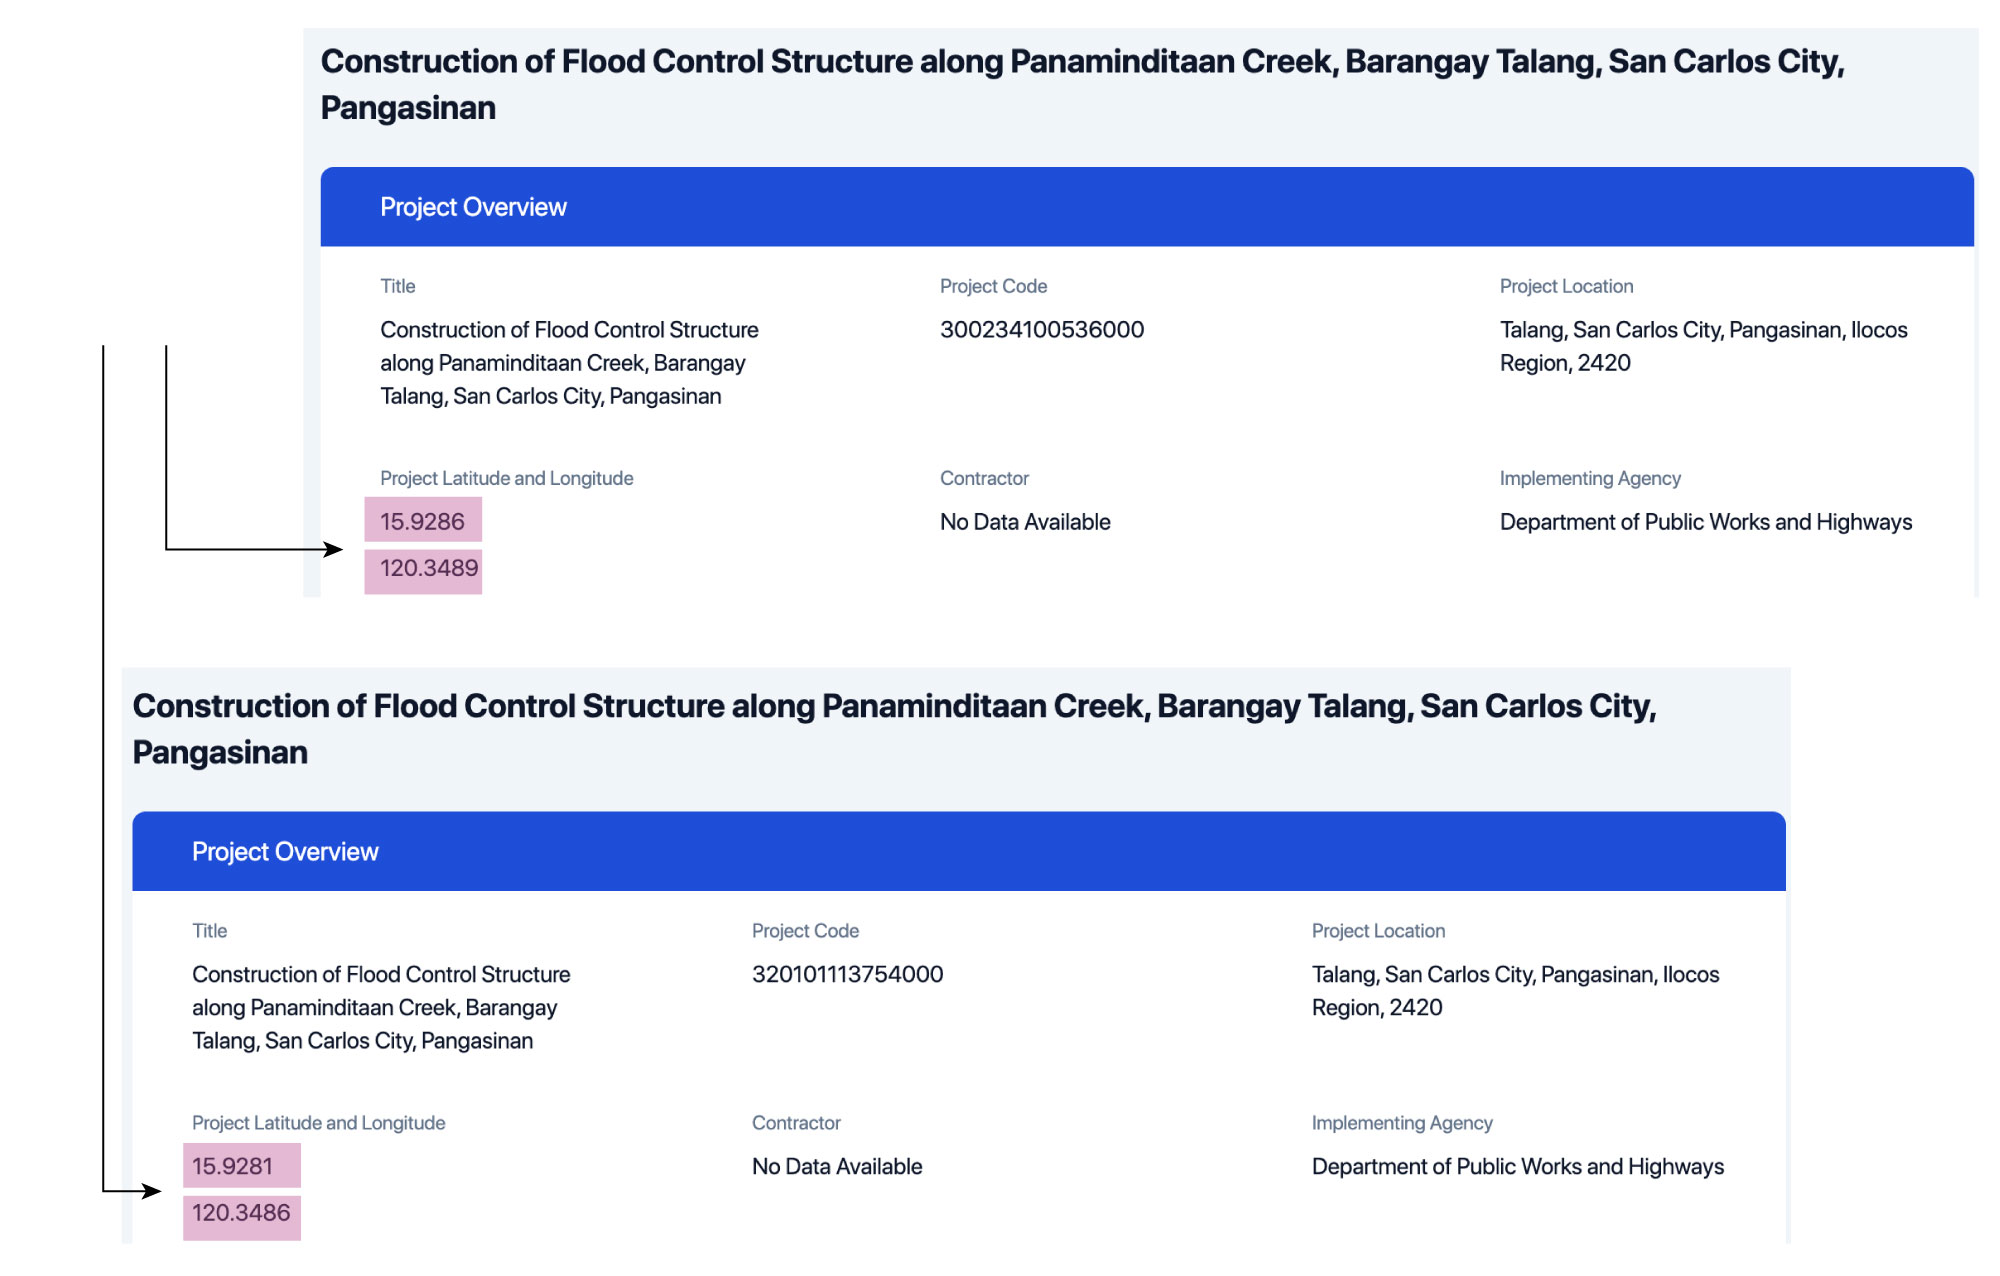 Construction of Flood Control Structure along Panaminditaan Creek, Barangay Talang, San Carlos City,
Pangasinan
Project Overview
Title
Project Code
Project Location
Construction of Flood Control Structure
along Panaminditaan Creek, Barangay
Talang, San Carlos City, Pangasinan
300234100536000
Talang, San Carlos City, Pangasinan, Ilocos
Region, 2420
Project Latitude and Longitude
Contractor
Implementing Agency
15.9286
120.3489
No Data Available
Department of Public Works and Highways
Construction of Flood Control Structure along Panaminditaan Creek, Barangay Talang, San Carlos City,
Pangasinan
Project Overview
Title
Project Code
Project Location
Construction of Flood Control Structure
along Panaminditaan Creek, Barangay
Talang, San Carlos City, Pangasinan
320101113754000
Talang, San Carlos City, Pangasinan, Ilocos
Region, 2420
Project Latitude and Longitude
Contractor
Implementing Agency
15.9281
120.3486
No Data Available
Department of Public Works and Highways